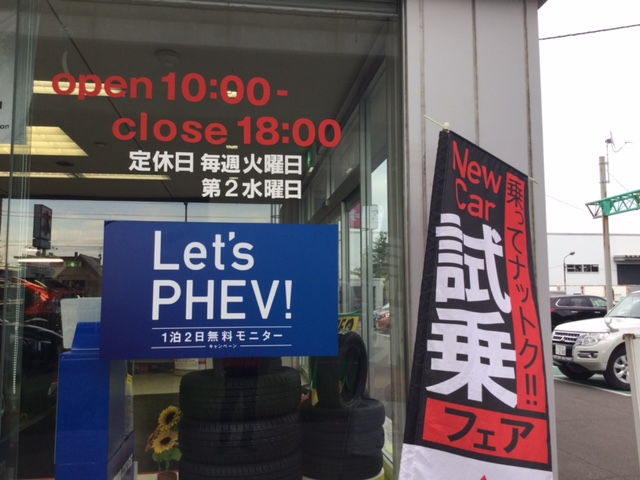 open 10:00-
close 18:00
定休日 毎週火曜日
第2水曜日
Let's
PHEV!
1泊2日無料モニター
キャンペーン
New
Car
試乗
フェア
乗ってナットク!!